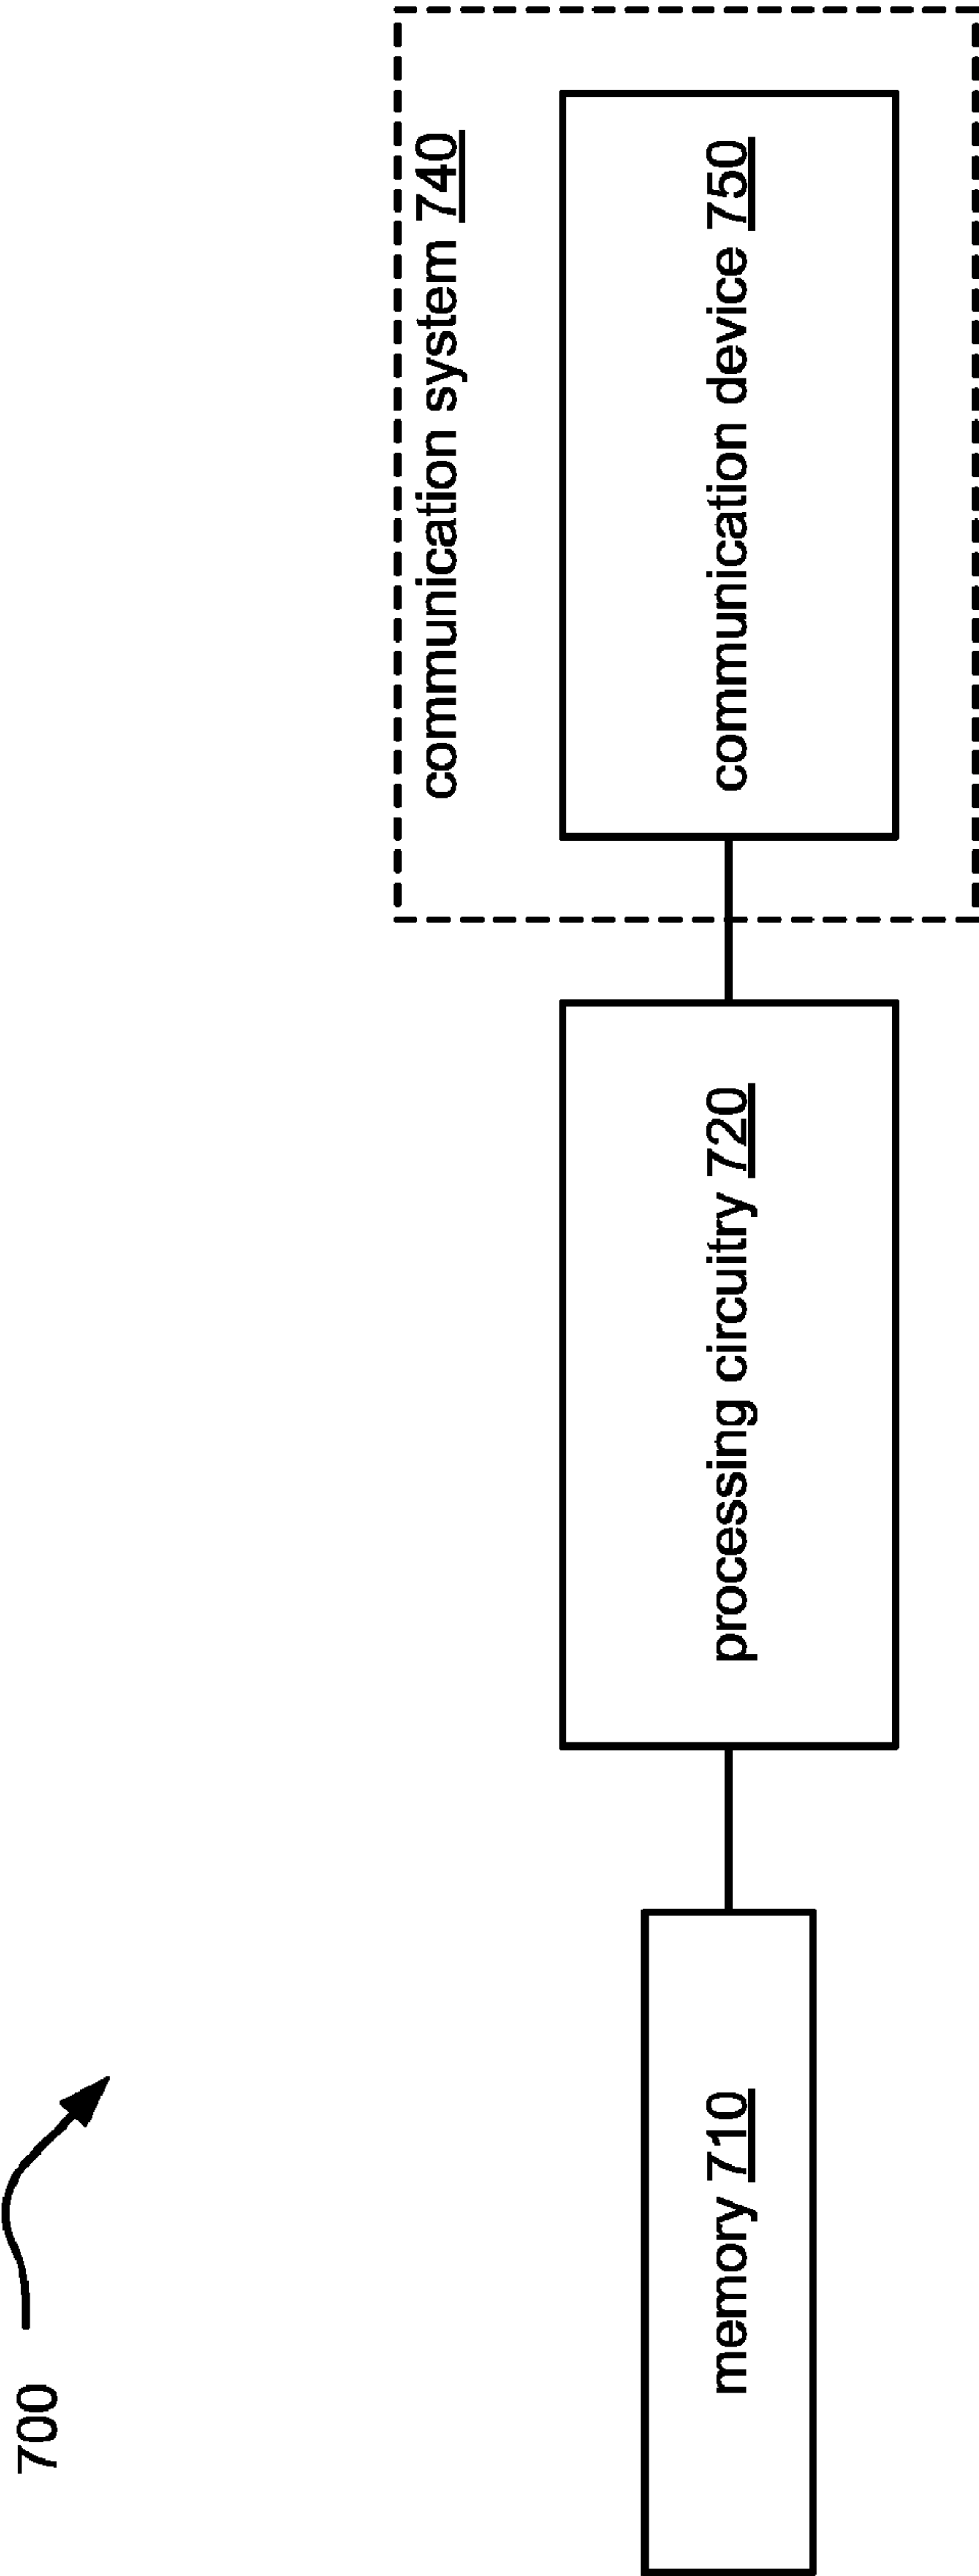 700
communication system 740
memory 710
processing circuitry 720
communication device 750